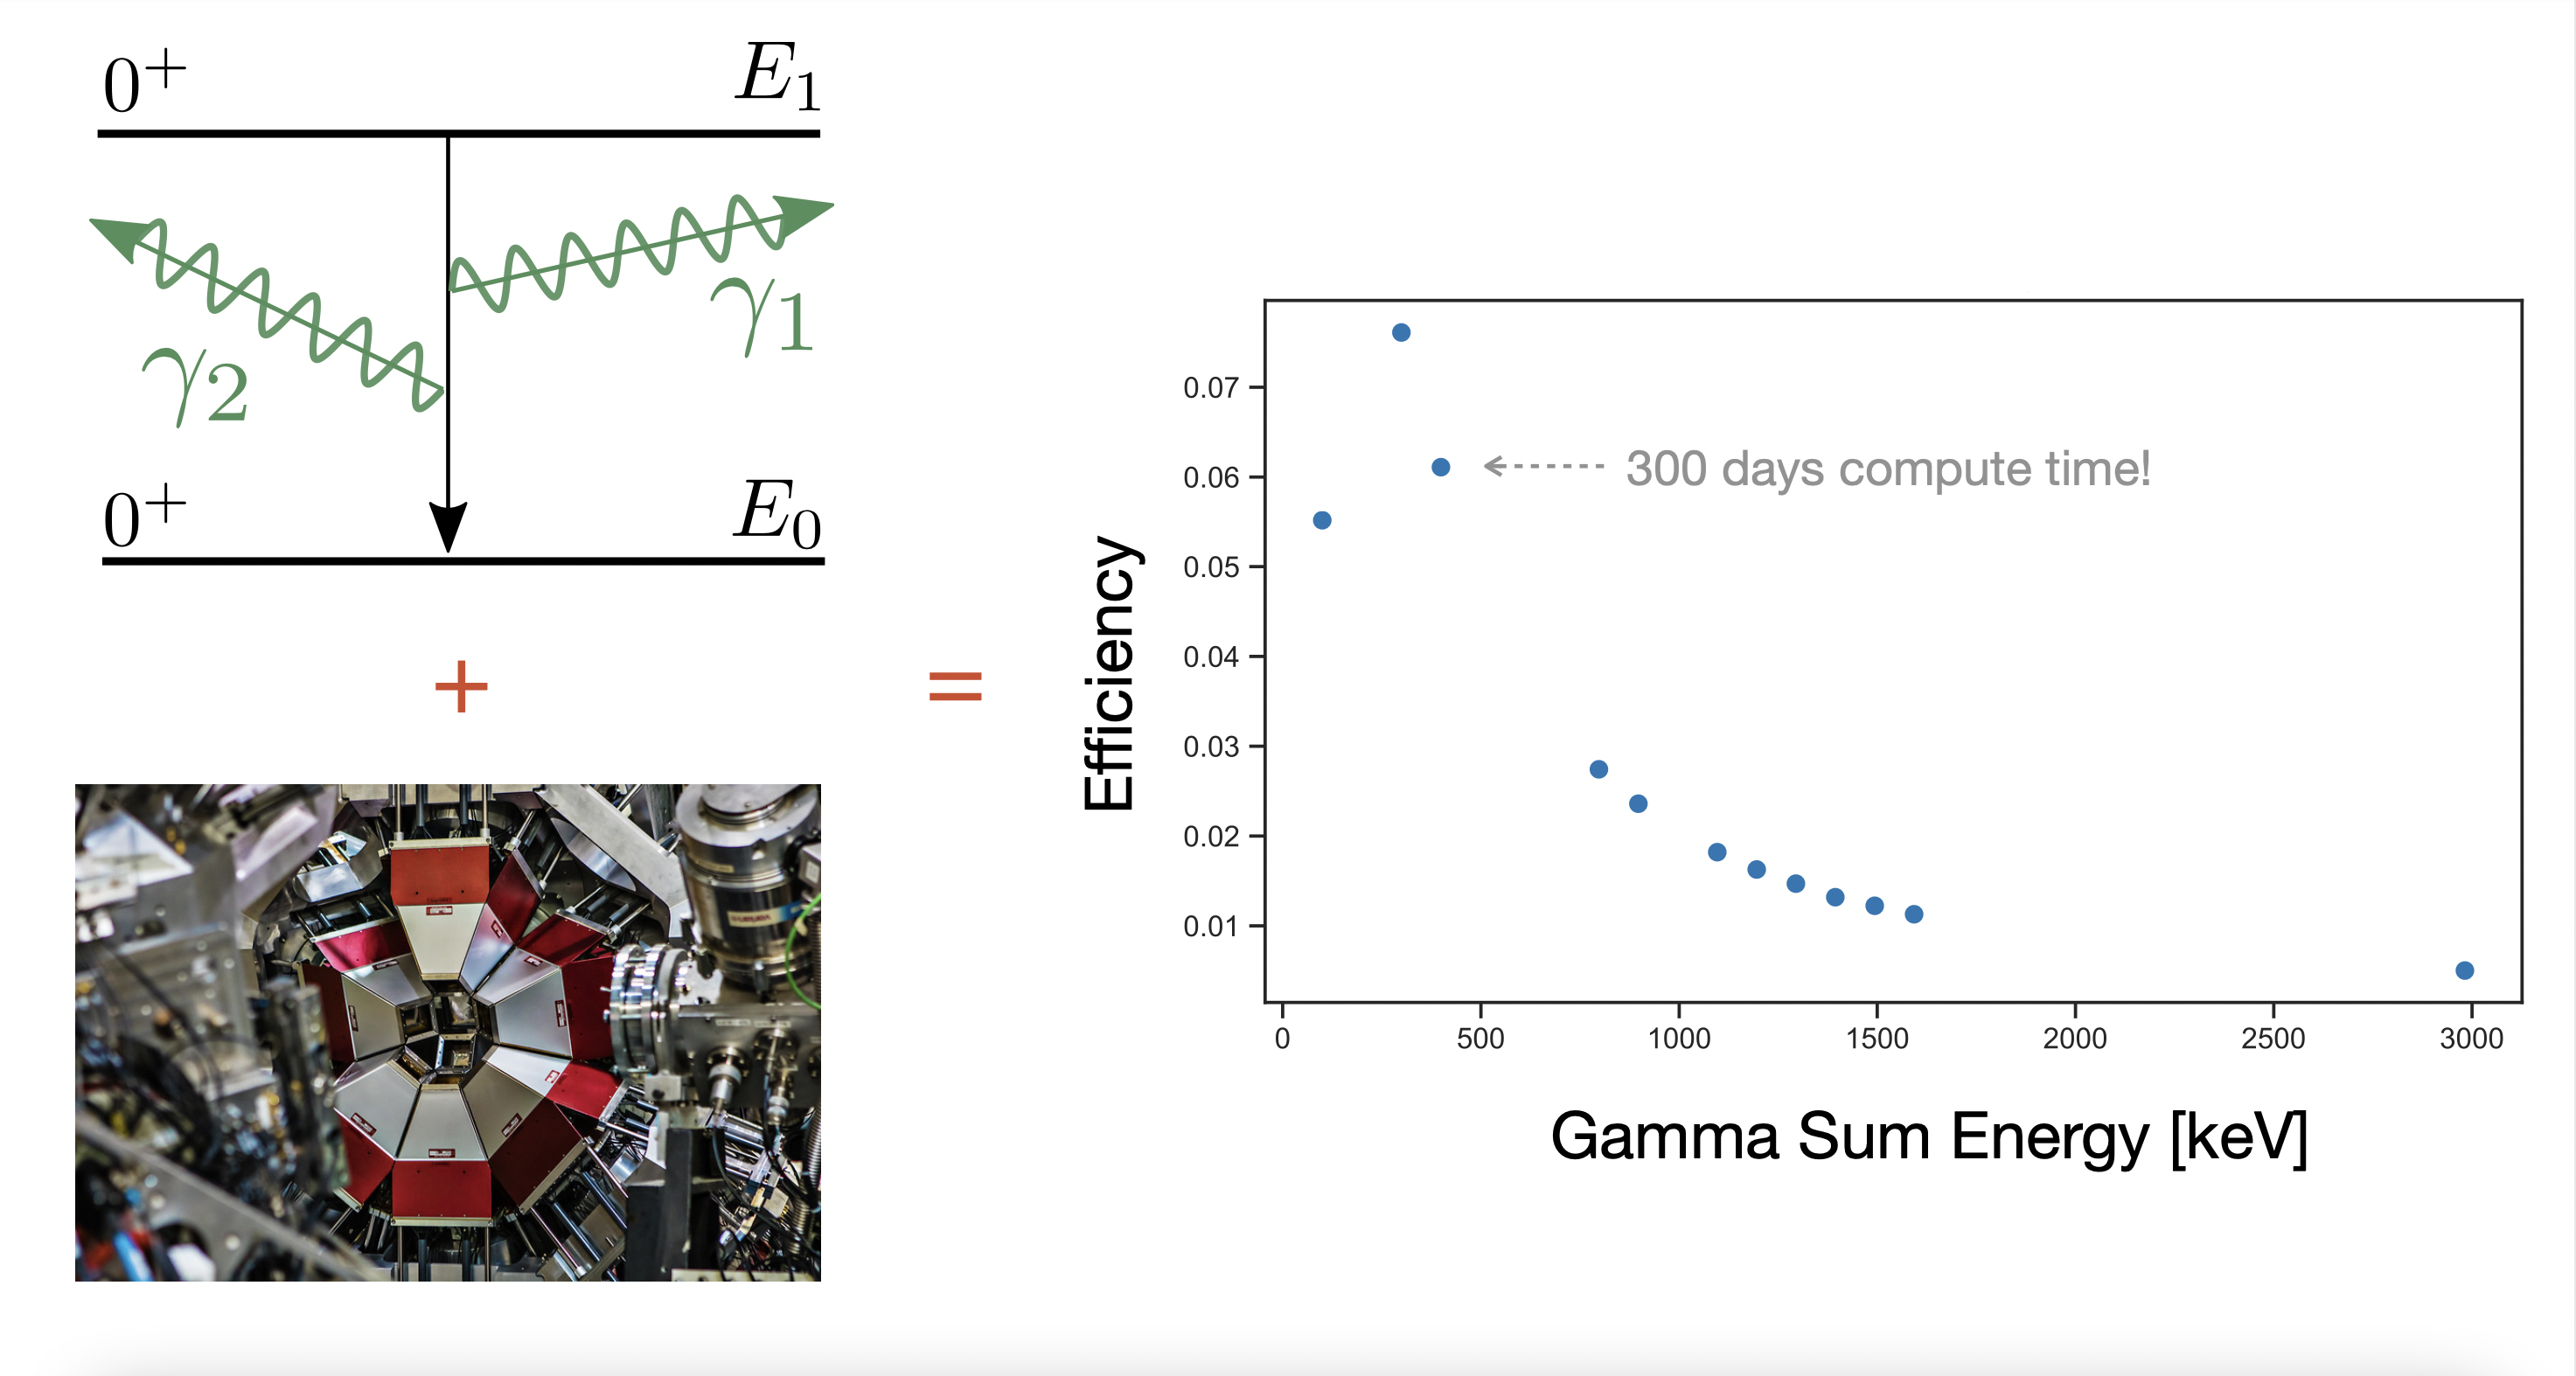 0⁺ E₁
γ₁
γ₂
0⁺ E₀
+
=
Efficiency
0.07
0.06
0.05
0.04
0.03
0.02
0.01
300 days compute time!
0 500 1000 1500 2000 2500 3000
Gamma Sum Energy [keV]